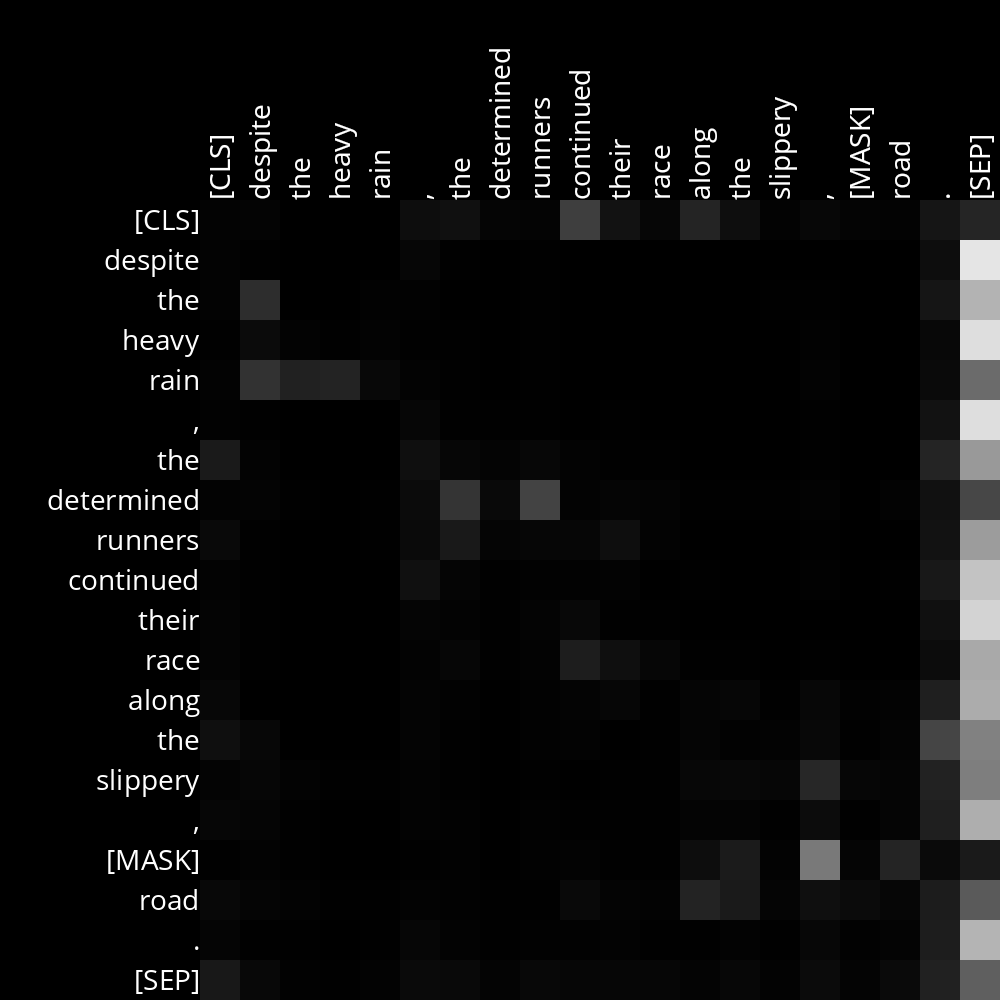 [CLS] despite the heavy rain , the determined runners continued their race along the slippery , [MASK] road . [SEP]
[CLS]
despite
the
heavy
rain
,
the
determined
runners
continued
their
race
along
the
slippery
,
[MASK]
road
.
[SEP]